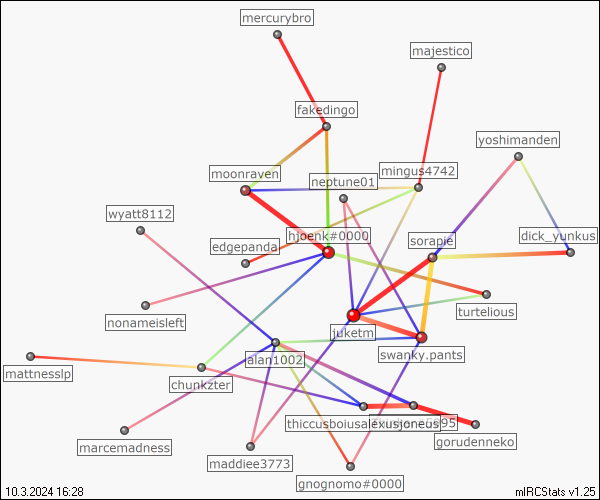 mercurybro
majestico
fakedingo
yoshimanden
mingus4742
moonraven
neptune01
wyatt8112
dick_yunkus
hjoenk#0000
sorapie
edgepanda
nonameisleft
turtelious
juketm
swanky.pants
alan1002
mattnesslp
chunkzter
thiccusboiusalexusjoneus
gorudenneko
marcemadness
maddiee3773
gnognomo#0000
10.3.2024 16:28
mIRCStats v1.25